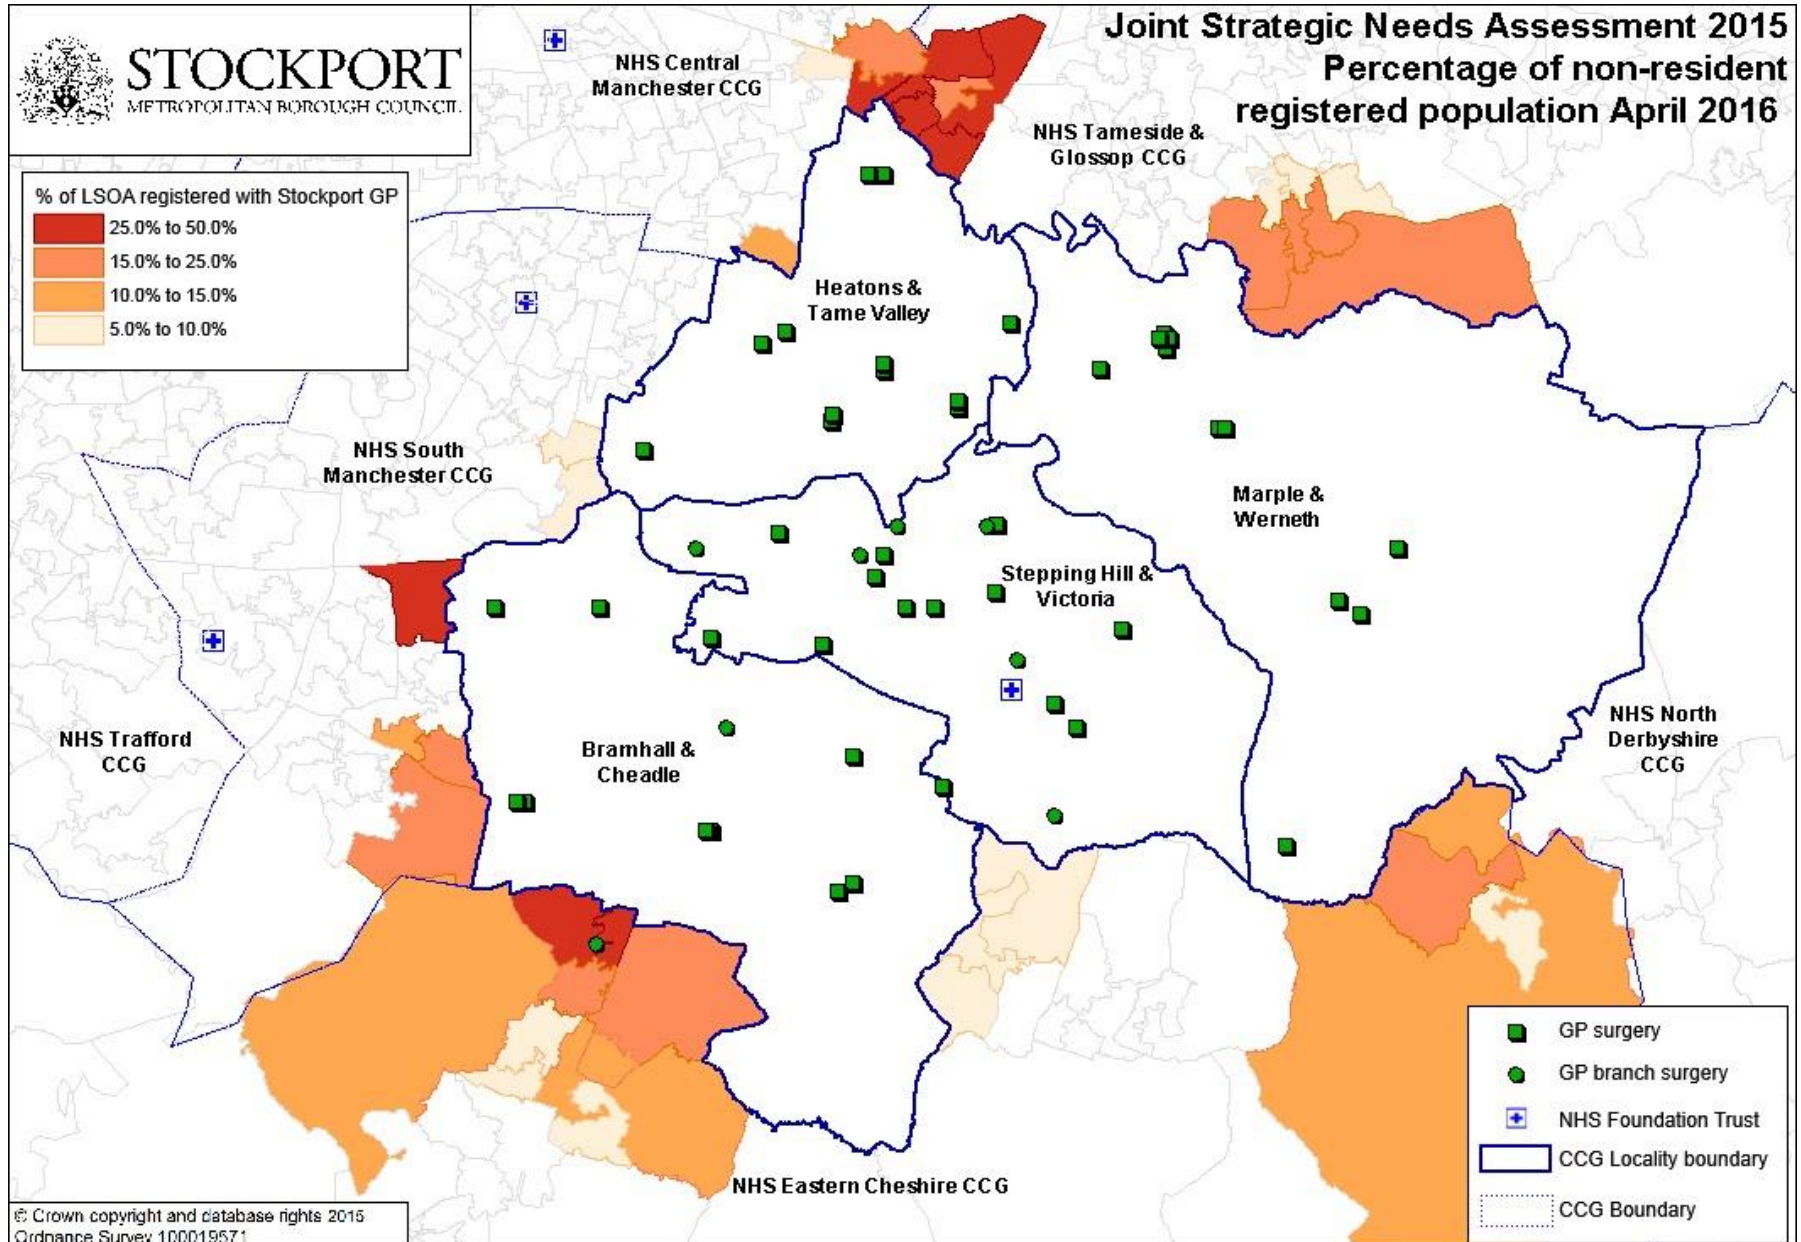 STOCKPORT
METROPOLITAN BOROUGH COUNCIL
Joint Strategic Needs Assessment 2015
Percentage of non-resident
registered population April 2016
% of LSOA registered with Stockport GP
25.0% to 50.0%
15.0% to 25.0%
10.0% to 15.0%
5.0% to 10.0%
NHS Central
Manchester CCG
NHS Tameside &
Glossop CCG
Heatons &
Tame Valley
NHS South
Manchester CCG
Marple &
Werneth
Stepping Hill &
Victoria
NHS Trafford
CCG
Bramhall &
Cheadle
NHS North
Derbyshire
CCG
NHS Eastern Cheshire CCG
GP surgery
GP branch surgery
NHS Foundation Trust
CCG Locality boundary
CCG Boundary
© Crown copyright and database rights 2015
Ordnance Survey 100019571